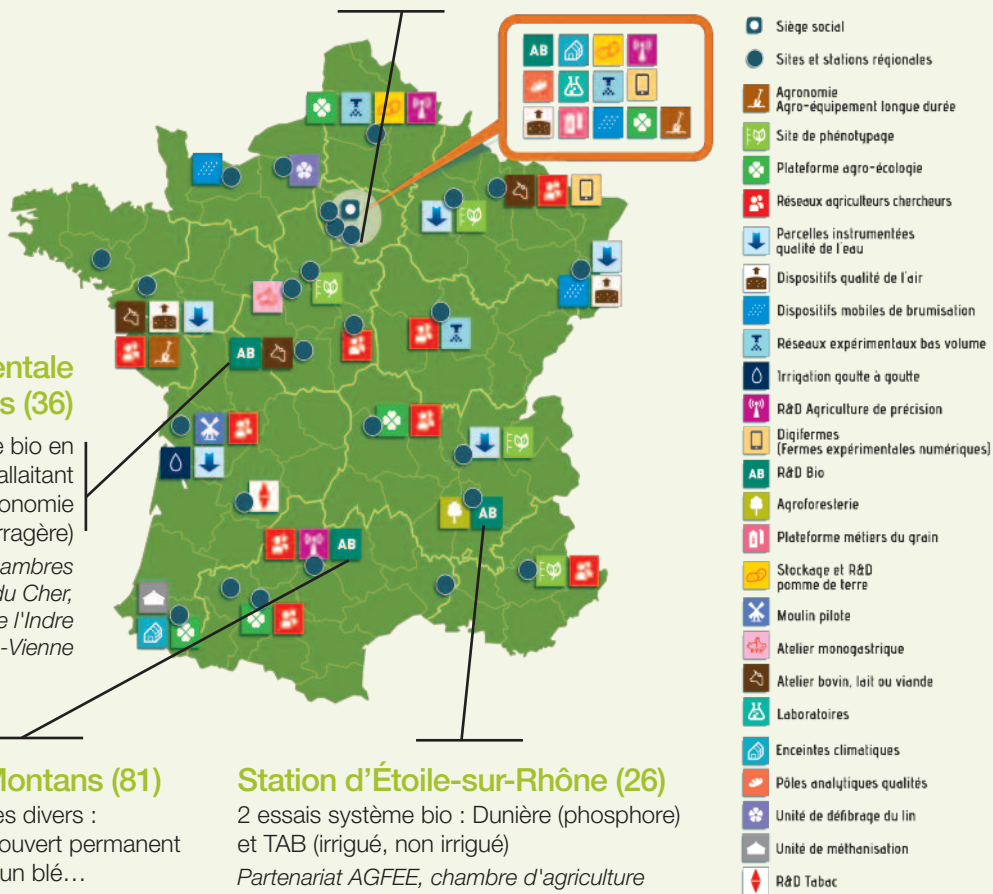 AB
Siège social
Sites et stations régionales
Agronomie
Agro-équipement longue durée
Site de phénotypage
Plateforme agro-écologie
Réseaux agriculteurs chercheurs
Parcelles instrumentées
qualité de l'eau
Dispositifs qualité de l'air
Dispositifs mobiles de brumisation
Réseaux expérimentaux bas volume
Irrigation goutte à goutte
R&D Agriculture de précision
Digifermes
(Fermes expérimentales numériques)
AB R&D Bio
Agroforesterie
Plateforme métiers du grain
Stockage et R&D
pomme de terre
Moulin pilote
Atelier monogastrique
Atelier bovin, lait ou viande
Laboratoires
Enceintes climatiques
Pôles analytiques qualités
Unité de défibrage du lin
Unité de méthanisation
R&D Tabac
AB
AB
AB
entale
s (36)
e bio en
allaitant
onomie
rragère)
ambres
du Cher,
e l'Indre
-Vienne
Montans (81)
es divers :
ouvert permanent
un blé…
Station d'Étoile-sur-Rhône (26)
2 essais système bio : Dunière (phosphore)
et TAB (irrigué, non irrigué)
Partenariat AGFEE, chambre d'agriculture